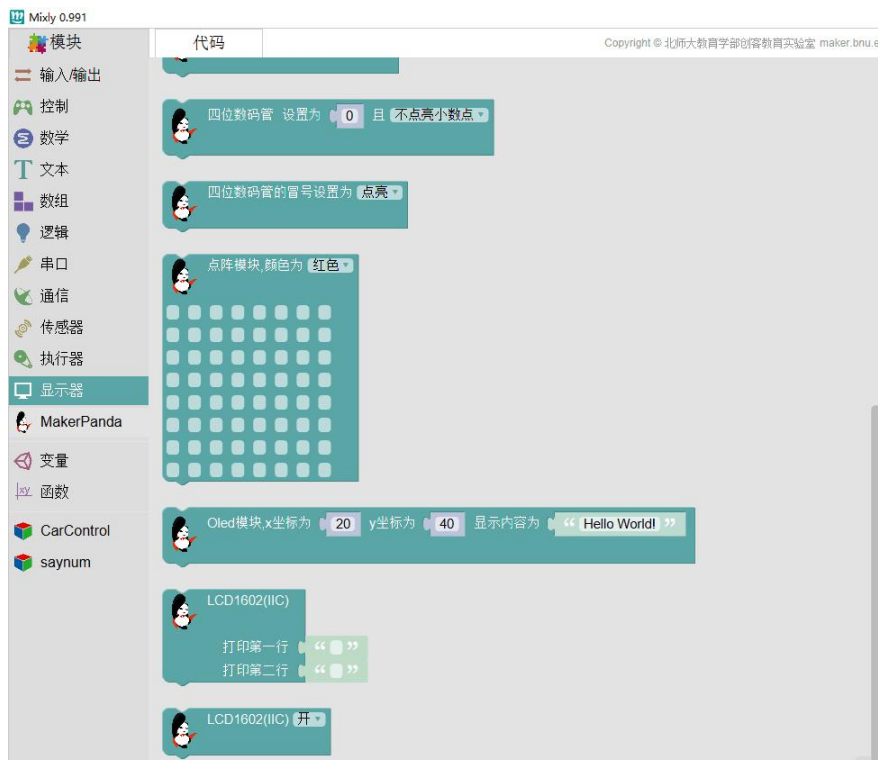 Mixly 0.991
模块
代码
Copyright © 北师大教育学部创客教育实验室 maker.bnu.e
输入/输出
控制
数学
文本
数组
逻辑
串口
通信
传感器
执行器
显示器
MakerPanda
变量
函数
CarControl
saynum
四位数码管 设置为 0 且 不点亮小数点
四位数码管的冒号设置为 点亮
点阵模块,颜色为 红色
Oled模块,x坐标为 20 y坐标为 40 显示内容为 “ Hello World! ”
LCD1602(IIC)
打印第一行 “ ”
打印第二行 “ ”
LCD1602(IIC) 开